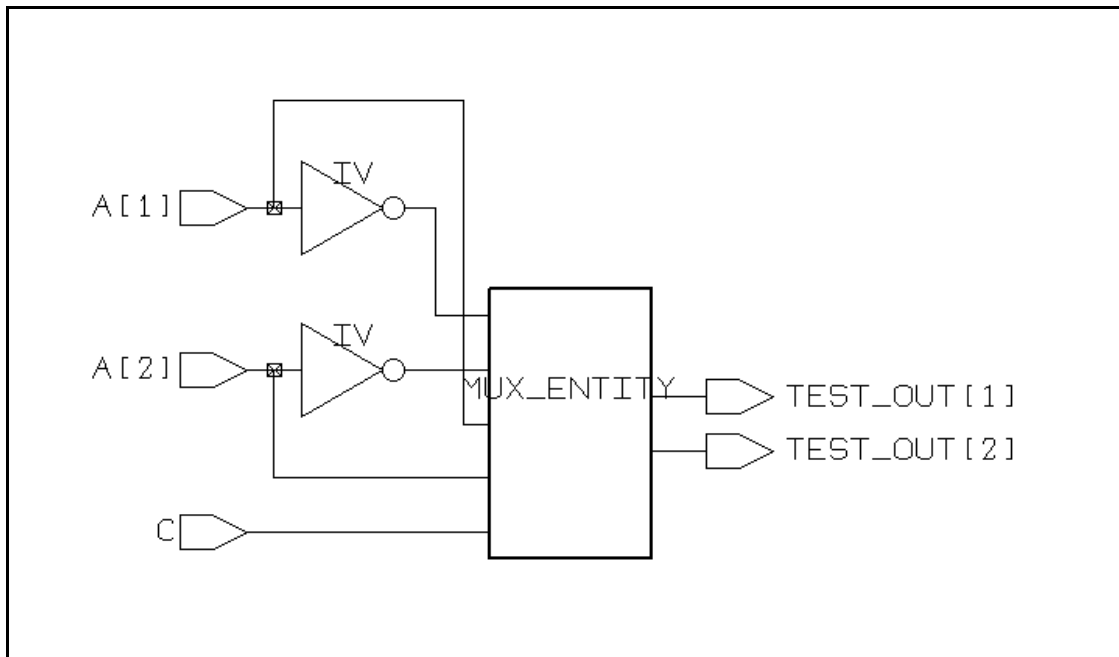 IV
A[1]
IV
A[2]
MUX_ENTITY
TEST_OUT[1]
TEST_OUT[2]
C